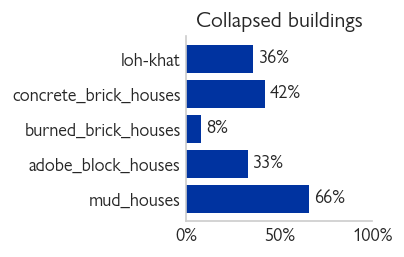 Collapsed buildings
loh-khat 36%
concrete_brick_houses 42%
burned_brick_houses 8%
adobe_block_houses 33%
mud_houses 66%
0% 50% 100%